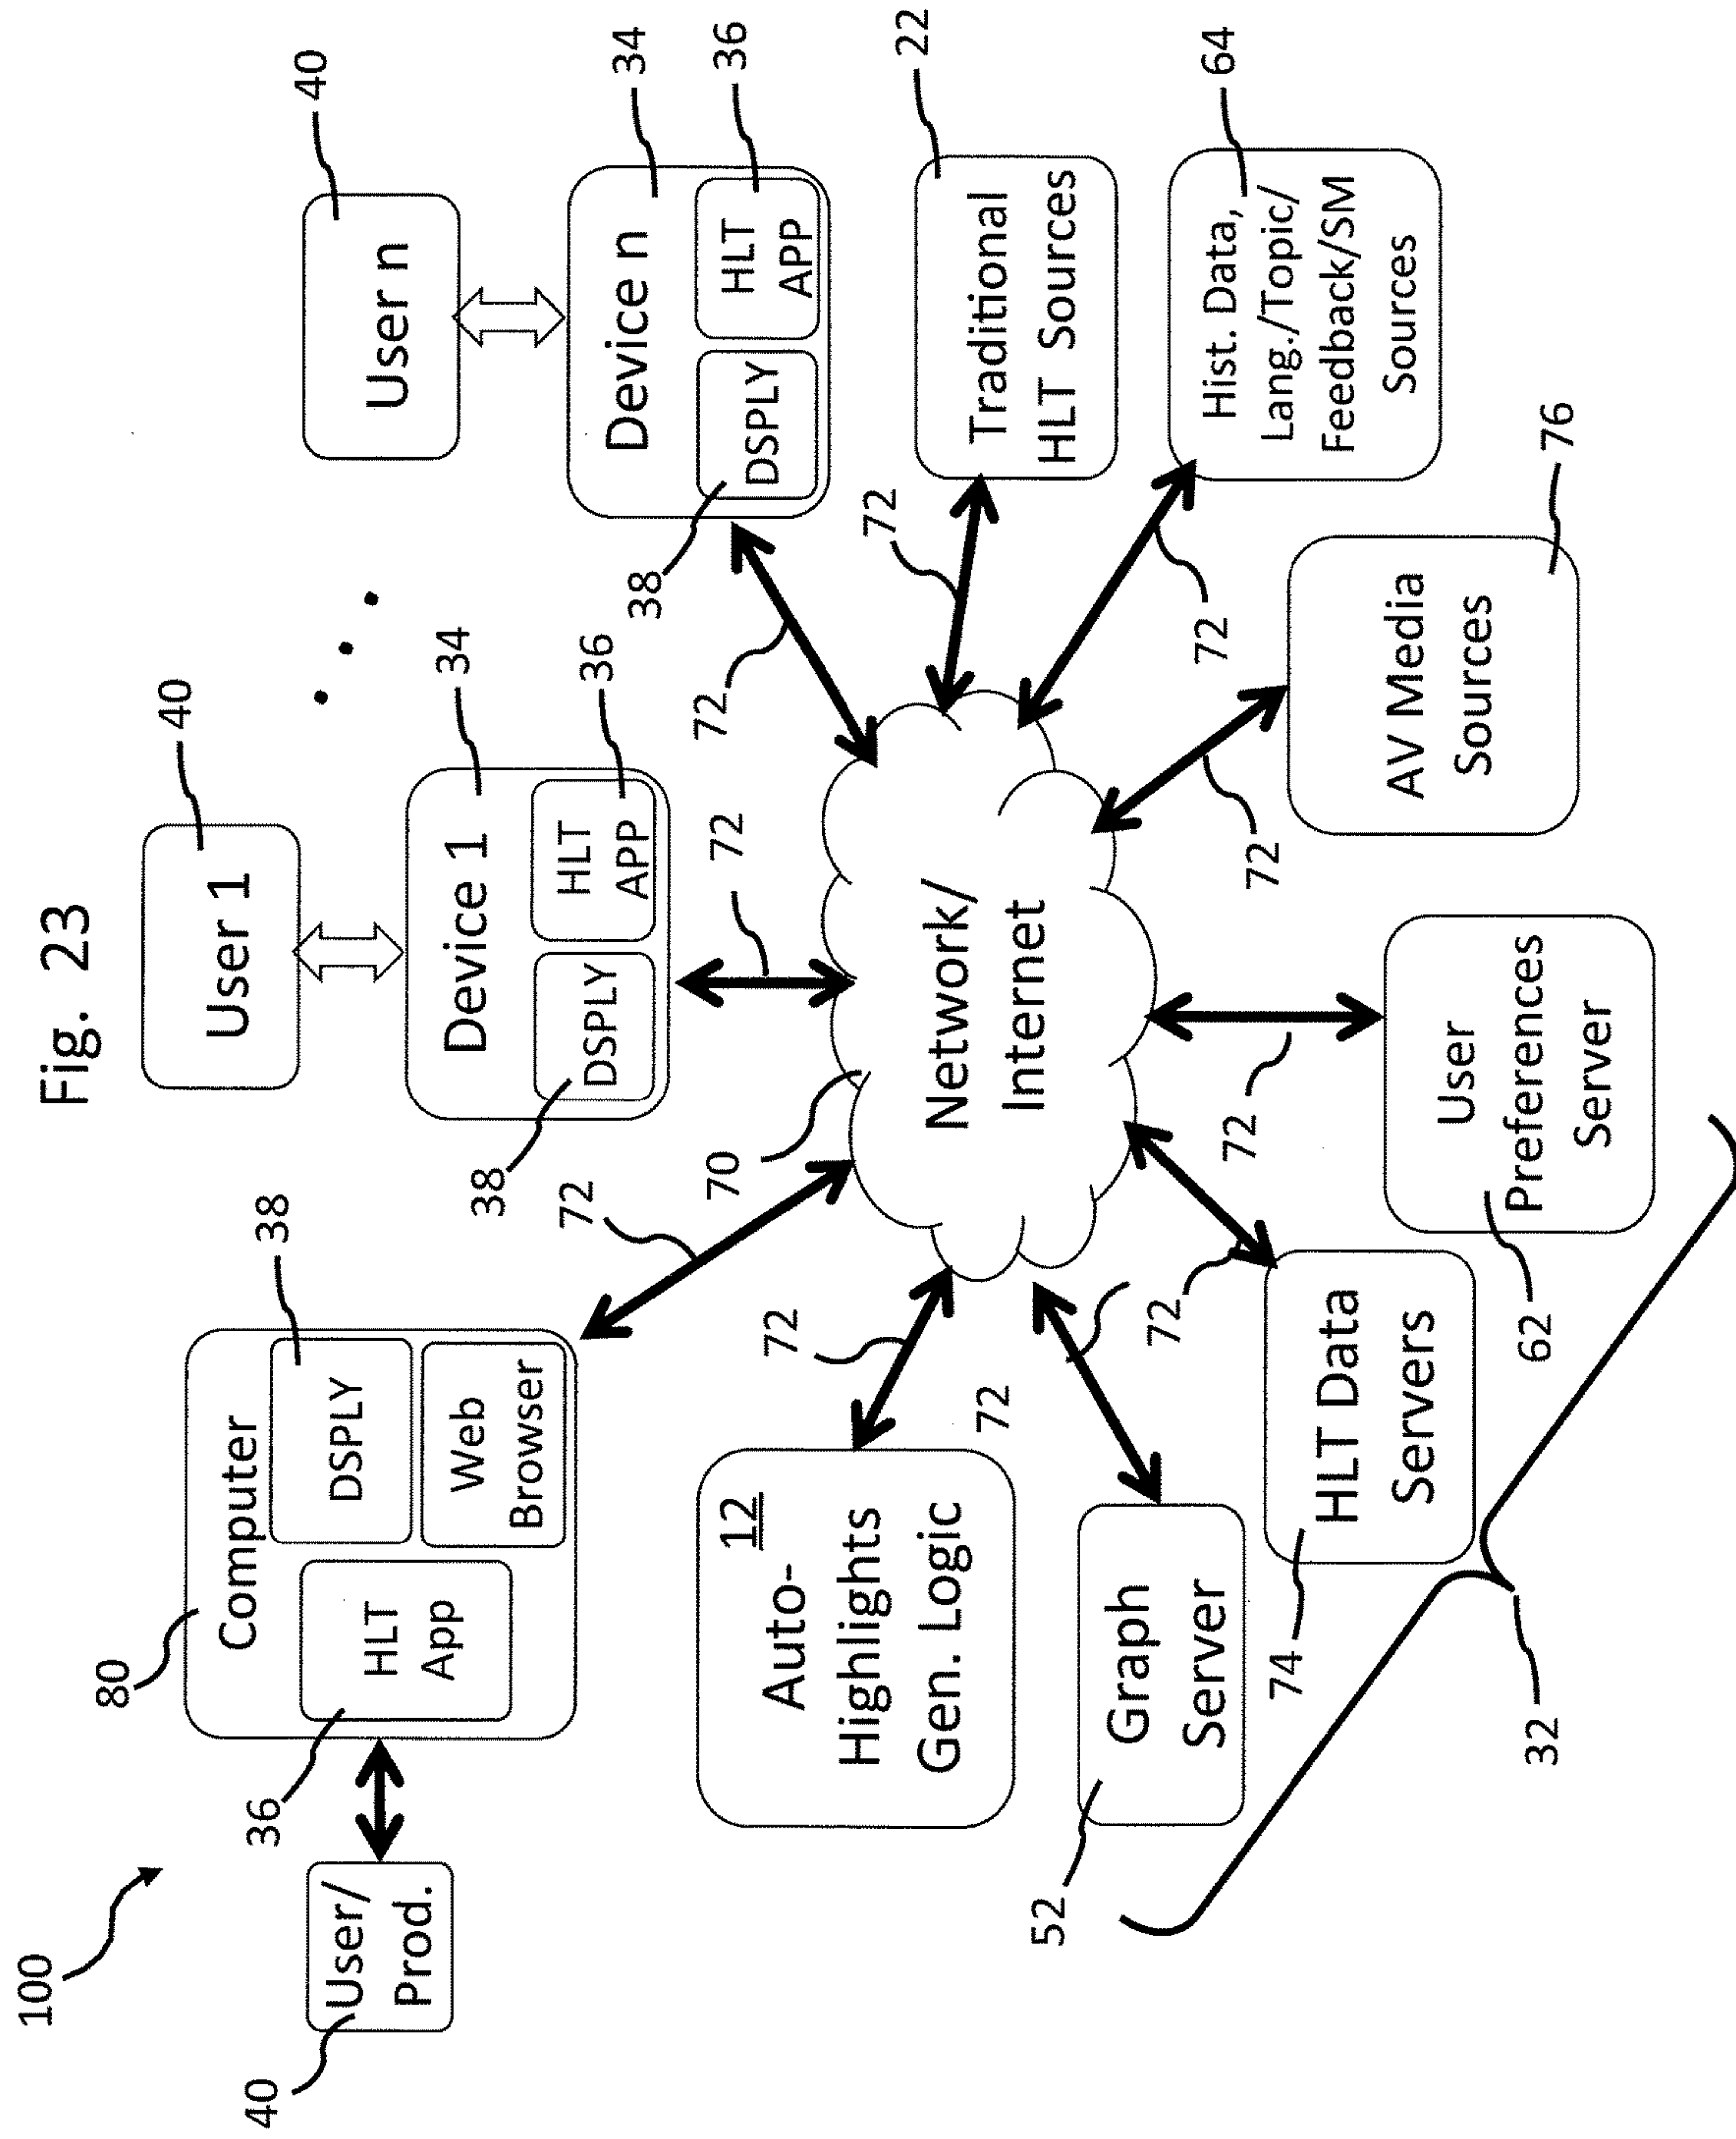 Fig. 23
100
40
User/
Prod.
80
Computer
36
HLT
App
38
DSPLY
Web
Browser
72
40
User 1
34
Device 1
38
DSPLY
36
HLT
APP
72
40
User n
34
Device n
38
DSPLY
36
HLT
APP
72
70
Network/
Internet
72
12
Auto-
Highlights
Gen. Logic
72
52
Graph
Server
72
74
HLT Data
Servers
72
62
User
Preferences
Server
32
72
76
AV Media
Sources
72
64
Hist. Data,
Lang./Topic/
Feedback/SM
Sources
72
22
Traditional
HLT Sources